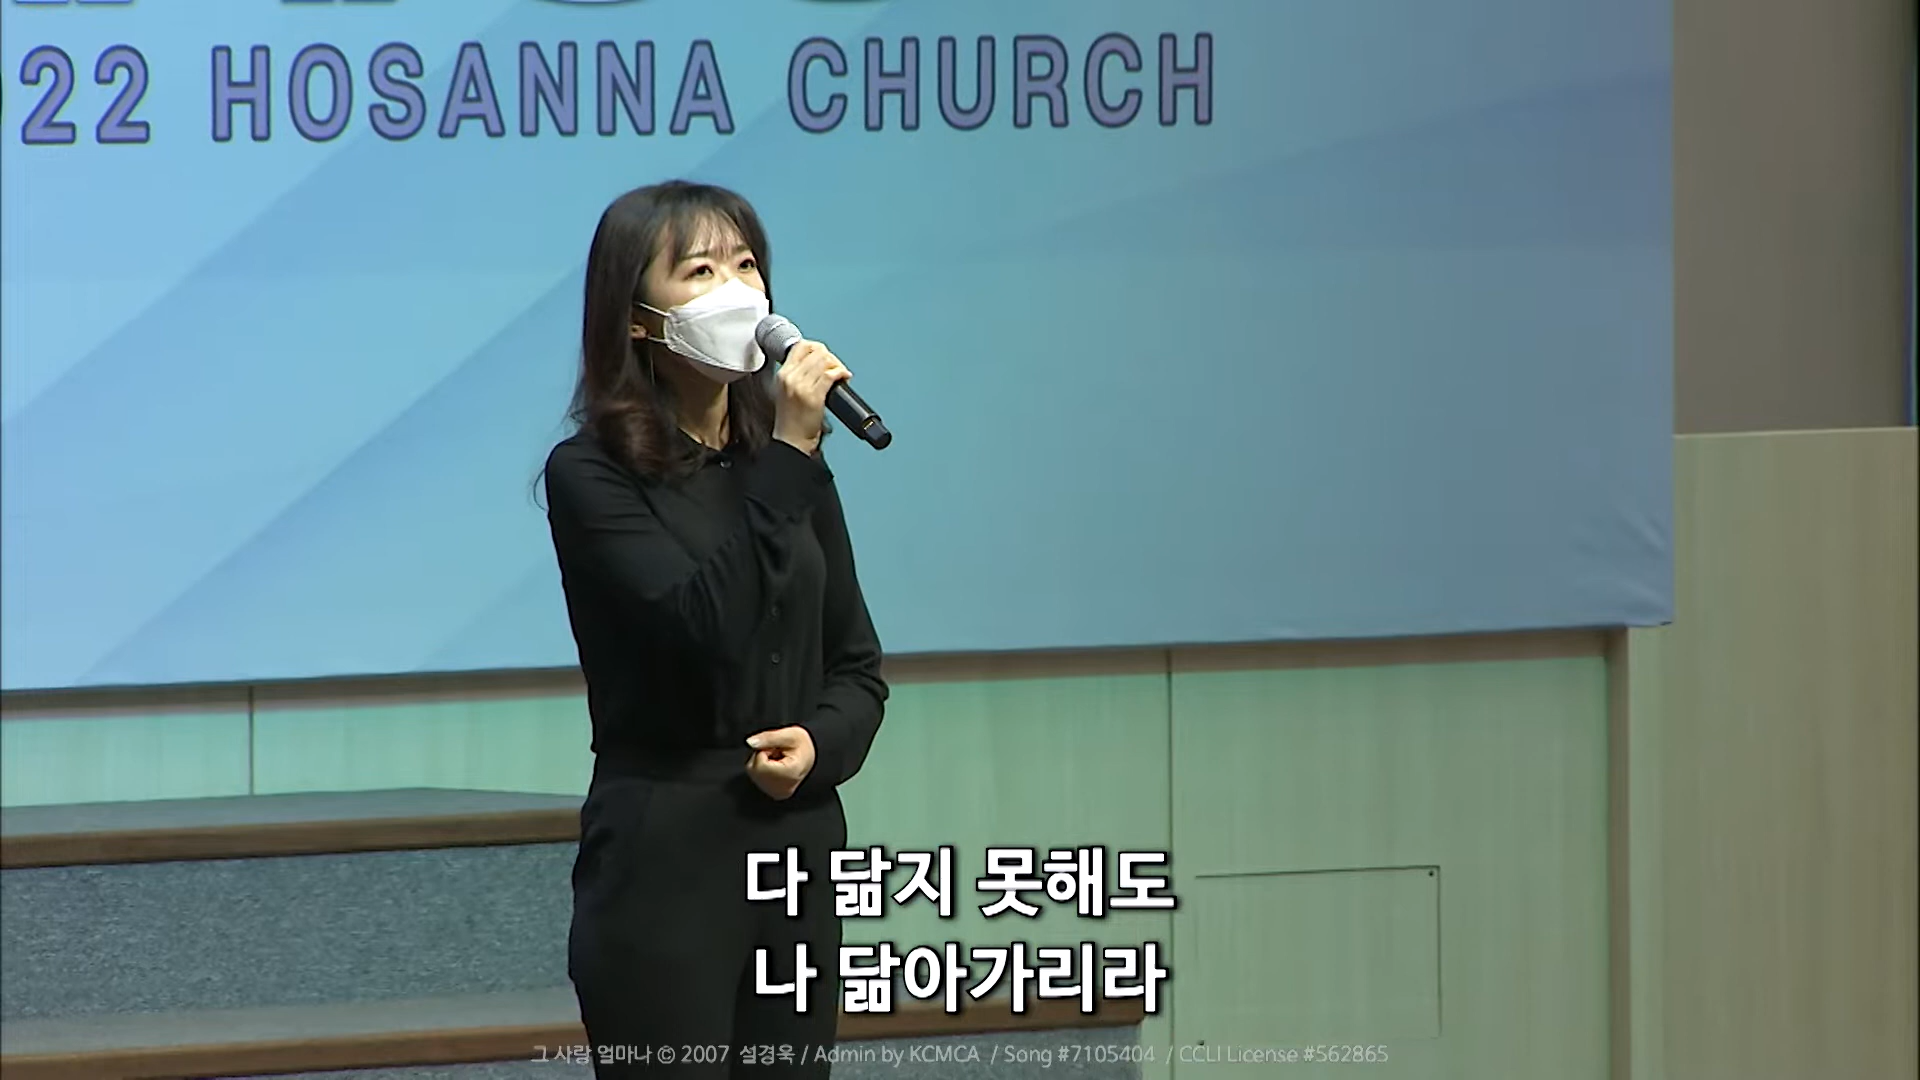 22 HOSANNA CHURCH
다 닮지 못해도
나 닮아가리라
그 사랑 얼마나 © 2007 설경욱 / Admin by KCMCA / Song #7105404 / CCLI License #562865